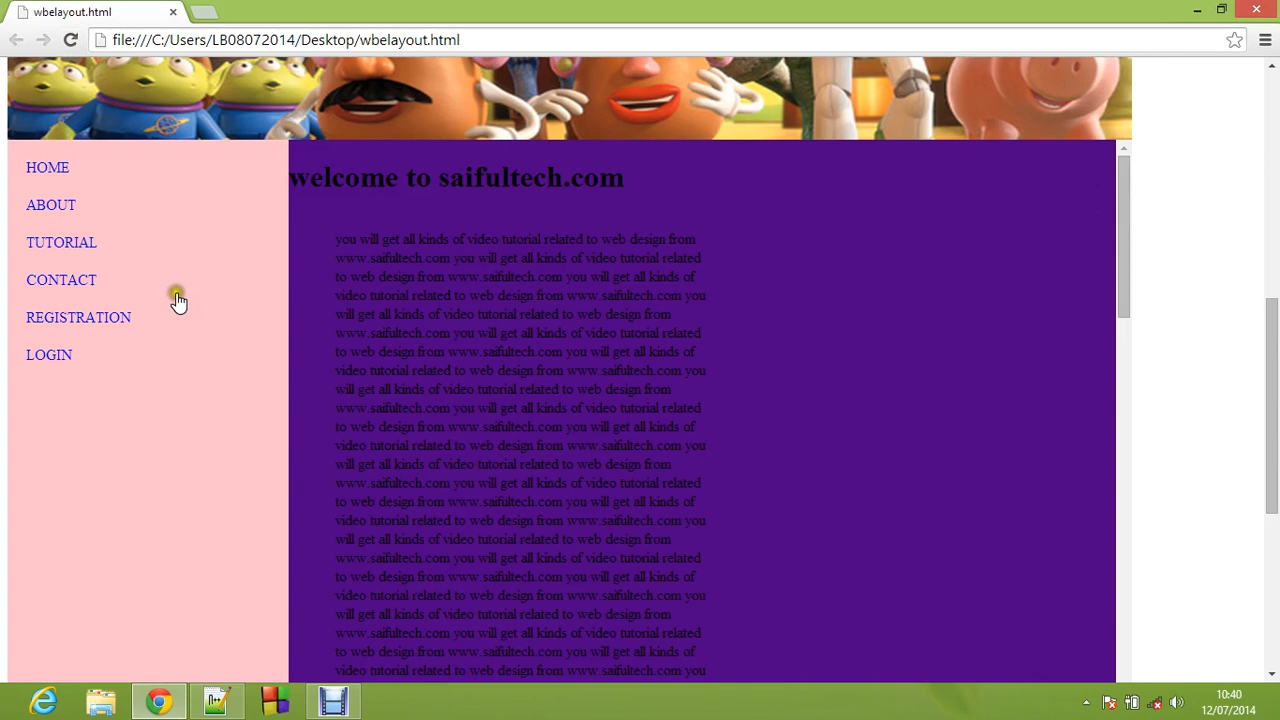 wbelayout.html
file:///C:/Users/LB08072014/Desktop/wbelayout.html
HOME
ABOUT
TUTORIAL
CONTACT
REGISTRATION
LOGIN
welcome to saifultech.com
you will get all kinds of video tutorial related to web design from
www.saifultech.com you will get all kinds of video tutorial related
to web design from www.saifultech.com you will get all kinds of
video tutorial related to web design from www.saifultech.com you
will get all kinds of video tutorial related to web design from
www.saifultech.com you will get all kinds of video tutorial related
to web design from www.saifultech.com you will get all kinds of
video tutorial related to web design from www.saifultech.com you
will get all kinds of video tutorial related to web design from
www.saifultech.com you will get all kinds of video tutorial related
to web design from www.saifultech.com you will get all kinds of
video tutorial related to web design from www.saifultech.com you
will get all kinds of video tutorial related to web design from
www.saifultech.com you will get all kinds of video tutorial related
to web design from www.saifultech.com you will get all kinds of
video tutorial related to web design from www.saifultech.com you
will get all kinds of video tutorial related to web design from
www.saifultech.com you will get all kinds of video tutorial related
to web design from www.saifultech.com you will get all kinds of
video tutorial related to web design from www.saifultech.com you
will get all kinds of video tutorial related to web design from
www.saifultech.com you will get all kinds of video tutorial related
to web design from www.saifultech.com you will get all kinds of
video tutorial related to web design from www.saifultech.com you
10:40
12/07/2014